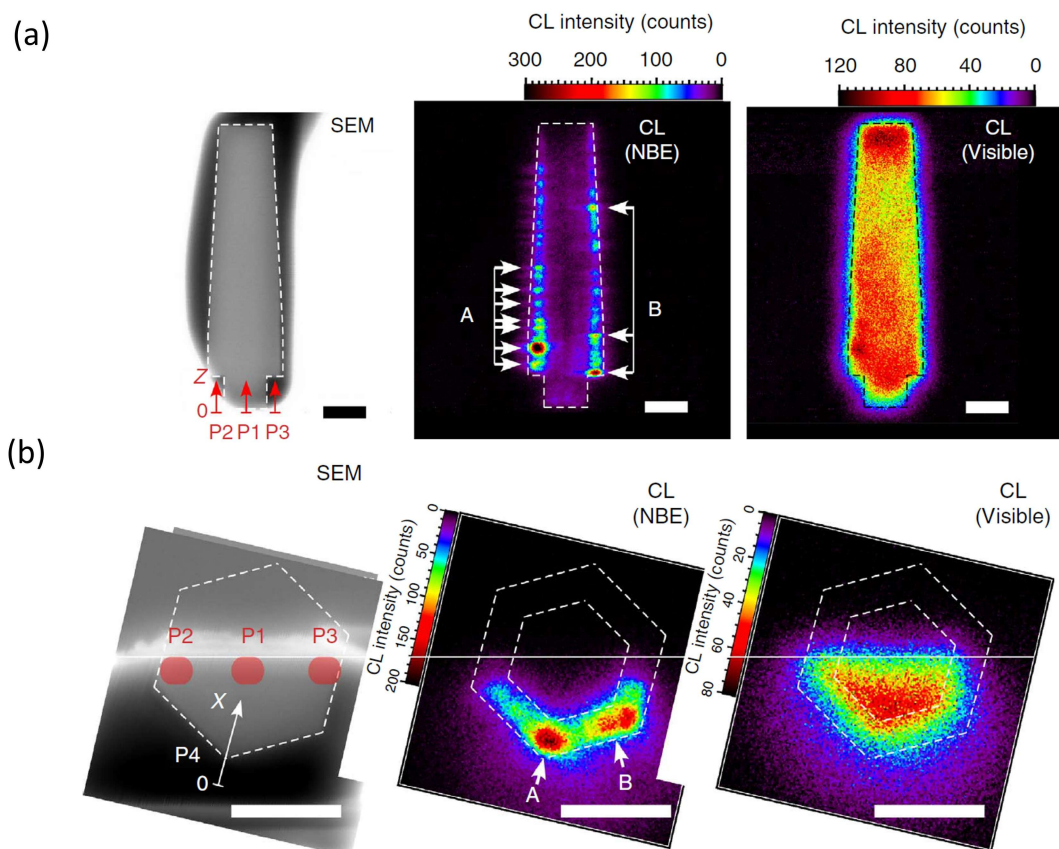 (a)
SEM
Z
0
P2 P1 P3
CL intensity (counts)
300 200 100 0
CL
(NBE)
A
B
CL intensity (counts)
120 80 40 0
CL
(Visible)
(b)
SEM
P2 P1 P3
X
P4
0
CL intensity (counts)
0
50
100
150
200
CL
(NBE)
A
B
CL intensity (counts)
0
20
40
60
80
CL
(Visible)